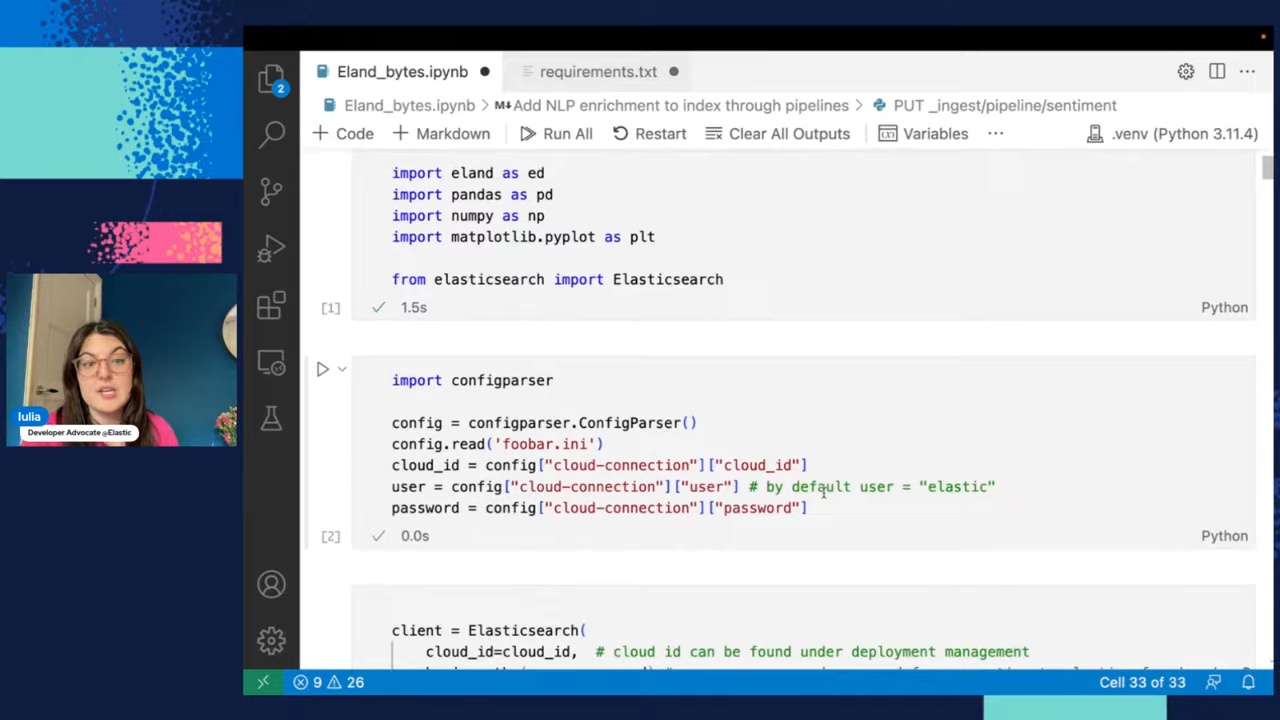 Eland_bytes.ipynb
requirements.txt
2
Eland_bytes.ipynb > M↓Add NLP enrichment to index through pipelines > PUT _ingest/pipeline/sentiment
+ Code + Markdown Run All Restart Clear All Outputs Variables ... .venv (Python 3.11.4)
import eland as ed
import pandas as pd
import numpy as np
import matplotlib.pyplot as plt
from elasticsearch import Elasticsearch
[1] ✓ 1.5s Python
import configparser
config = configparser.ConfigParser()
config.read('foobar.ini')
cloud_id = config["cloud-connection"]["cloud_id"]
user = config["cloud-connection"]["user"] # by default user = "elastic"
password = config["cloud-connection"]["password"]
[2] ✓ 0.0s Python
client = Elasticsearch(
cloud_id=cloud_id, # cloud id can be found under deployment management
Iulia
Developer Advocate @Elastic
9 26 Cell 33 of 33